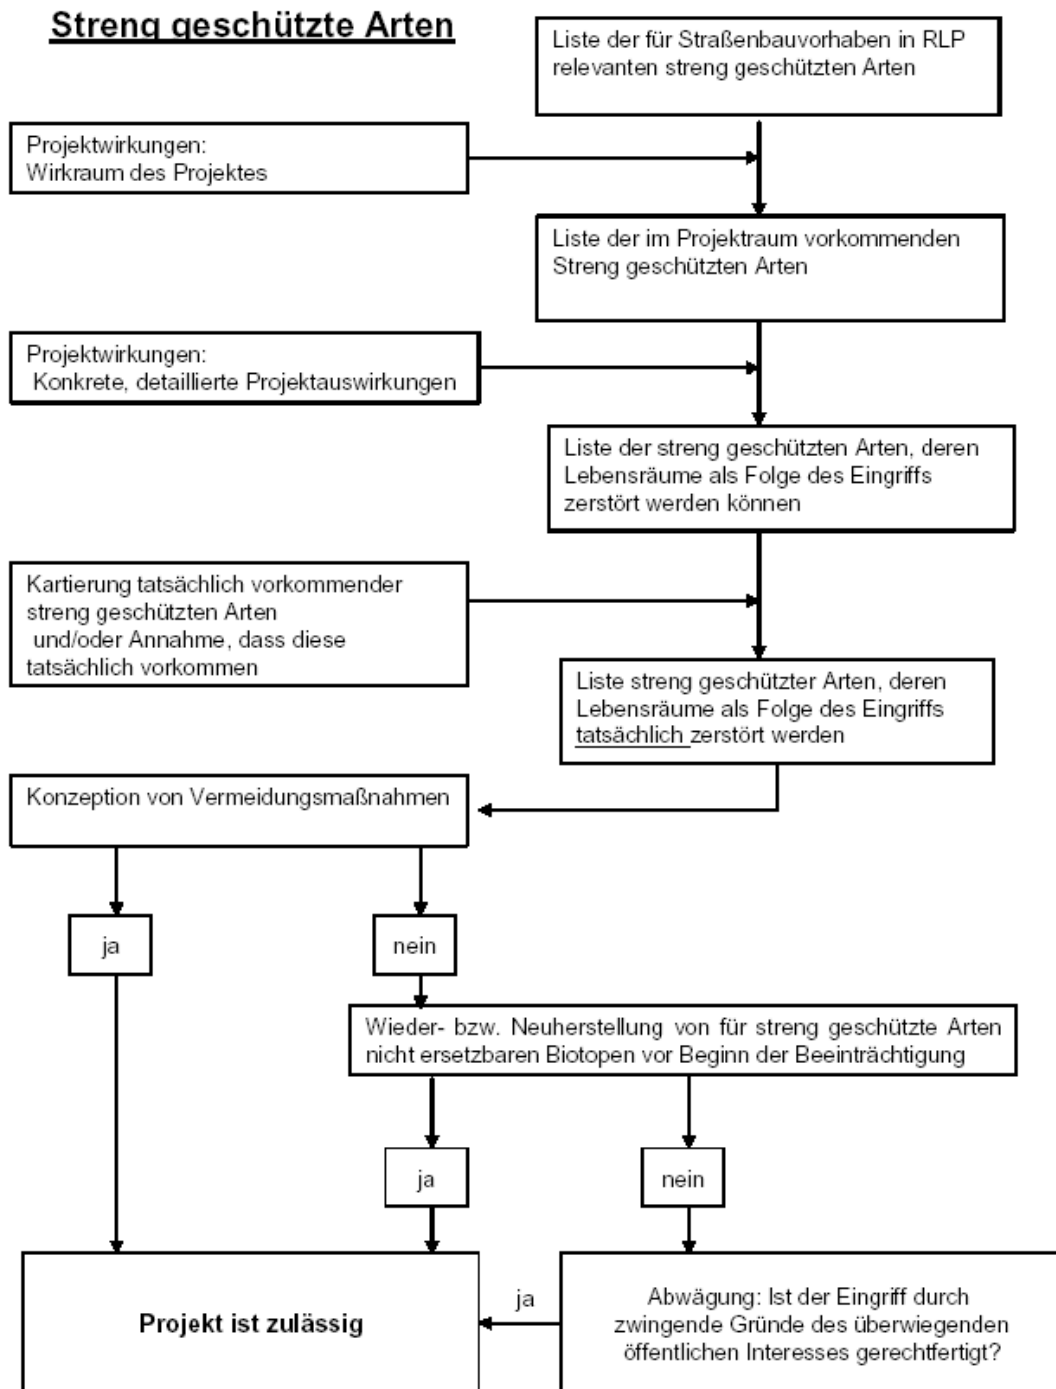 Streng geschützte Arten
Liste der für Straßenbauvorhaben in RLP
relevanten streng geschützten Arten
Projektwirkungen:
Wirkraum des Projektes
Liste der im Projektraum vorkommenden
Streng geschützten Arten
Projektwirkungen:
Konkrete, detaillierte Projektauswirkungen
Liste der streng geschützten Arten, deren
Lebensräume als Folge des Eingriffs
zerstört werden können
Kartierung tatsächlich vorkommender
streng geschützten Arten
und/oder Annahme, dass diese
tatsächlich vorkommen
Liste streng geschützter Arten, deren
Lebensräume als Folge des Eingriffs
tatsächlich zerstört werden
Konzeption von Vermeidungsmaßnahmen
ja
nein
Wieder- bzw. Neuherstellung von für streng geschützte Arten
nicht ersetzbaren Biotopen vor Beginn der Beeinträchtigung
ja
nein
Projekt ist zulässig
ja
Abwägung: Ist der Eingriff durch
zwingende Gründe des überwiegenden
öffentlichen Interesses gerechtfertigt?